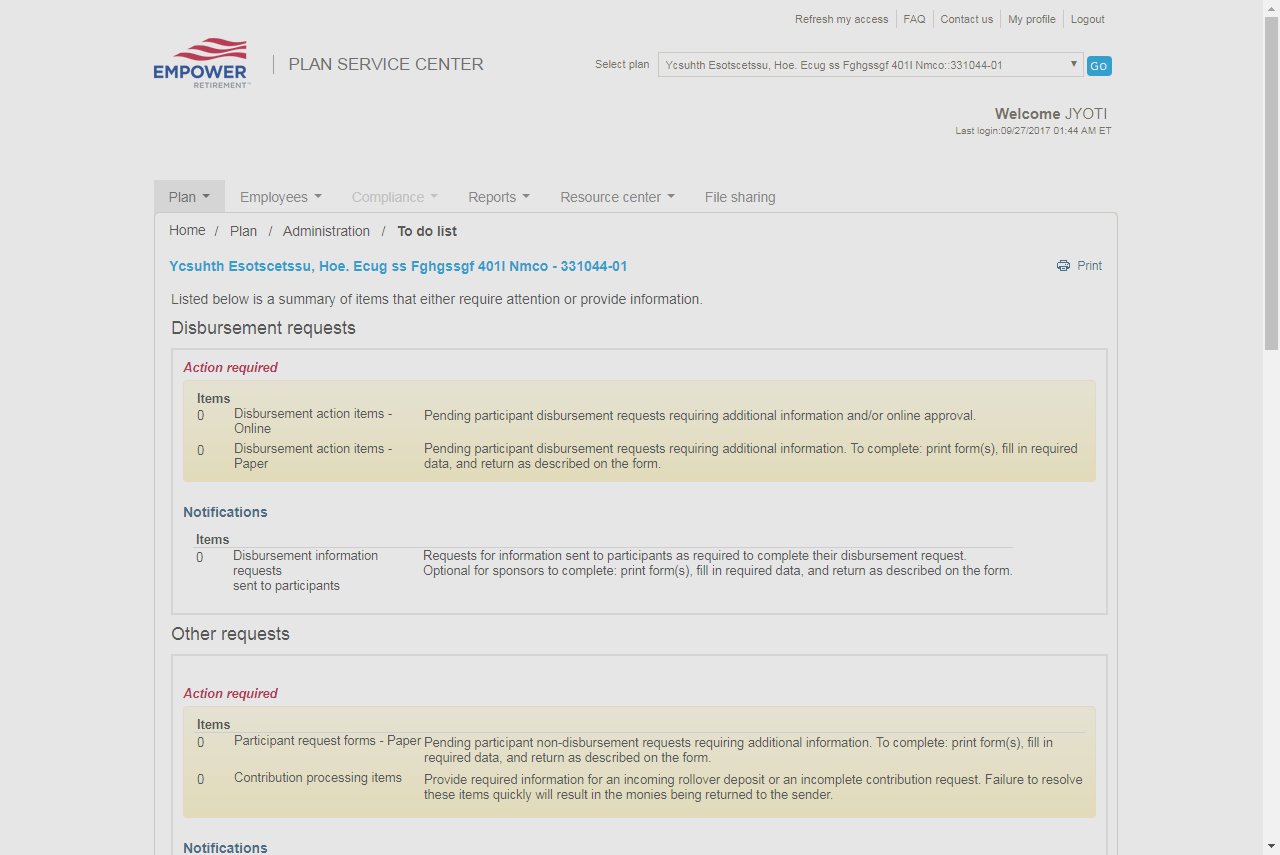 Refresh my access FAQ Contact us My profile Logout
EMPOWER
RETIREMENT™
PLAN SERVICE CENTER
Select plan Ycsuhth Esotscetssu, Hoe. Ecug ss Fghgssgf 401I Nmco::331044-01 Go
Welcome JYOTI
Last login:09/27/2017 01:44 AM ET
Plan Employees Compliance Reports Resource center File sharing
Home / Plan / Administration / To do list
Ycsuhth Esotscetssu, Hoe. Ecug ss Fghgssgf 401I Nmco - 331044-01 Print
Listed below is a summary of items that either require attention or provide information.
Disbursement requests
Action required
Items
0 Disbursement action items - Pending participant disbursement requests requiring additional information and/or online approval.
Online
0 Disbursement action items - Pending participant disbursement requests requiring additional information. To complete: print form(s), fill in required
Paper data, and return as described on the form.
Notifications
Items
0 Disbursement information Requests for information sent to participants as required to complete their disbursement request.
requests Optional for sponsors to complete: print form(s), fill in required data, and return as described on the form.
sent to participants
Other requests
Action required
Items
0 Participant request forms - Paper Pending participant non-disbursement requests requiring additional information. To complete: print form(s), fill in
required data, and return as described on the form.
0 Contribution processing items Provide required information for an incoming rollover deposit or an incomplete contribution request. Failure to resolve
these items quickly will result in the monies being returned to the sender.
Notifications